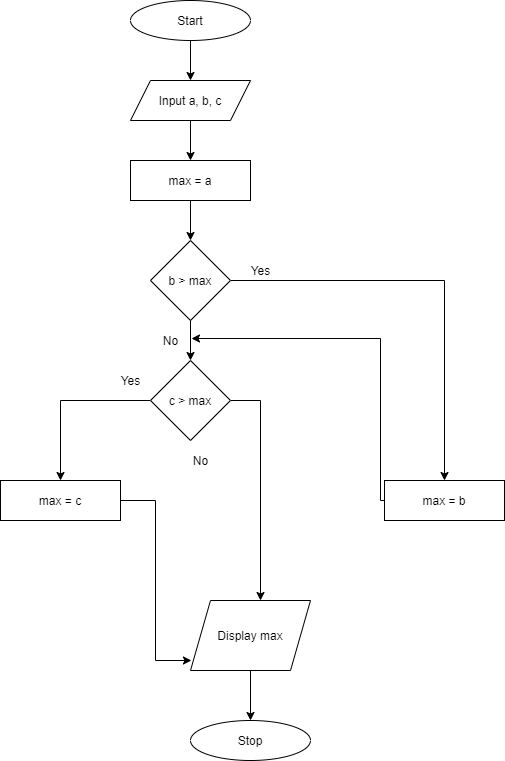 Start
Input a, b, c
max = a
b > max
Yes
No
Yes
c > max
No
max = c
max = b
Display max
Stop